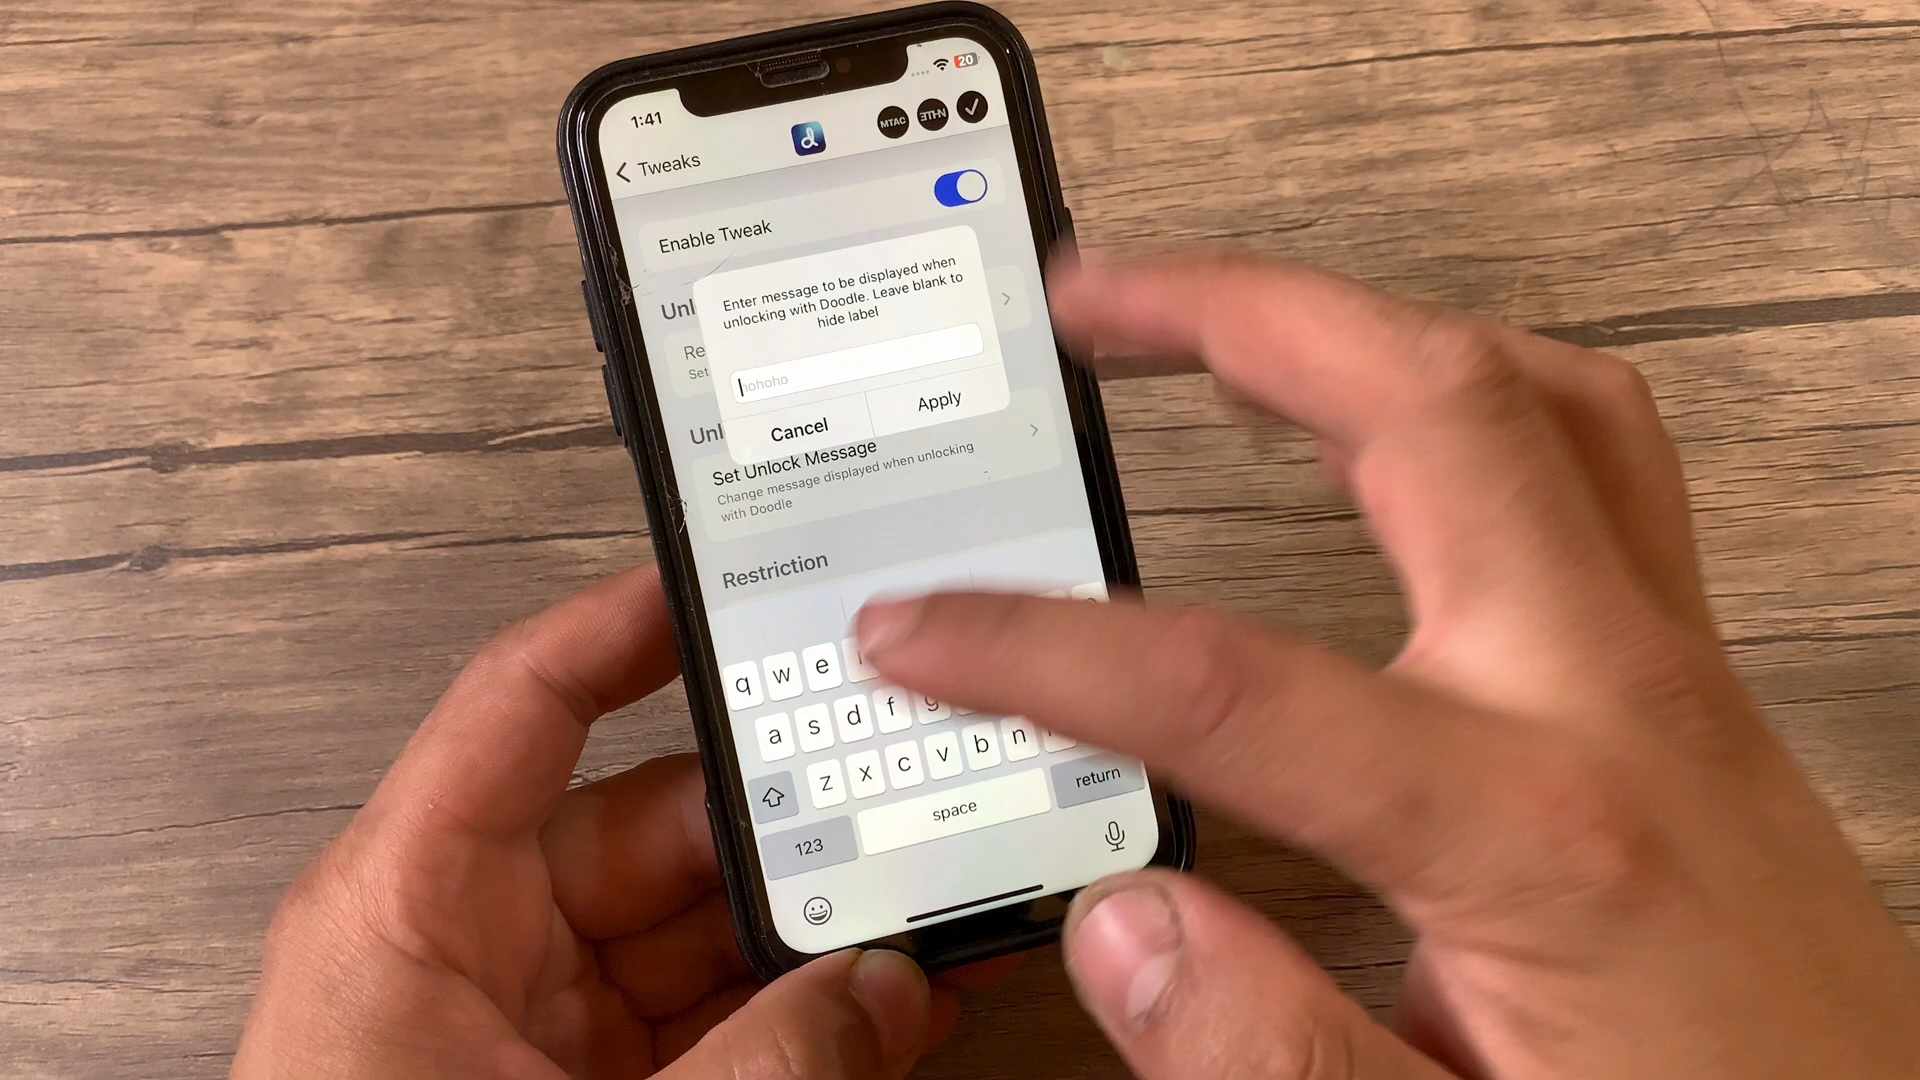 1:41
20
Tweaks
d
MTAC
ETHN
Enable Tweak
Enter message to be displayed when
unlocking with Doodle. Leave blank to
hide label
hohoho
Cancel
Apply
Set Unlock Message
Change message displayed when unlocking
with Doodle
Restriction
q w e
a s d f g
z x c v b n
123
space
return